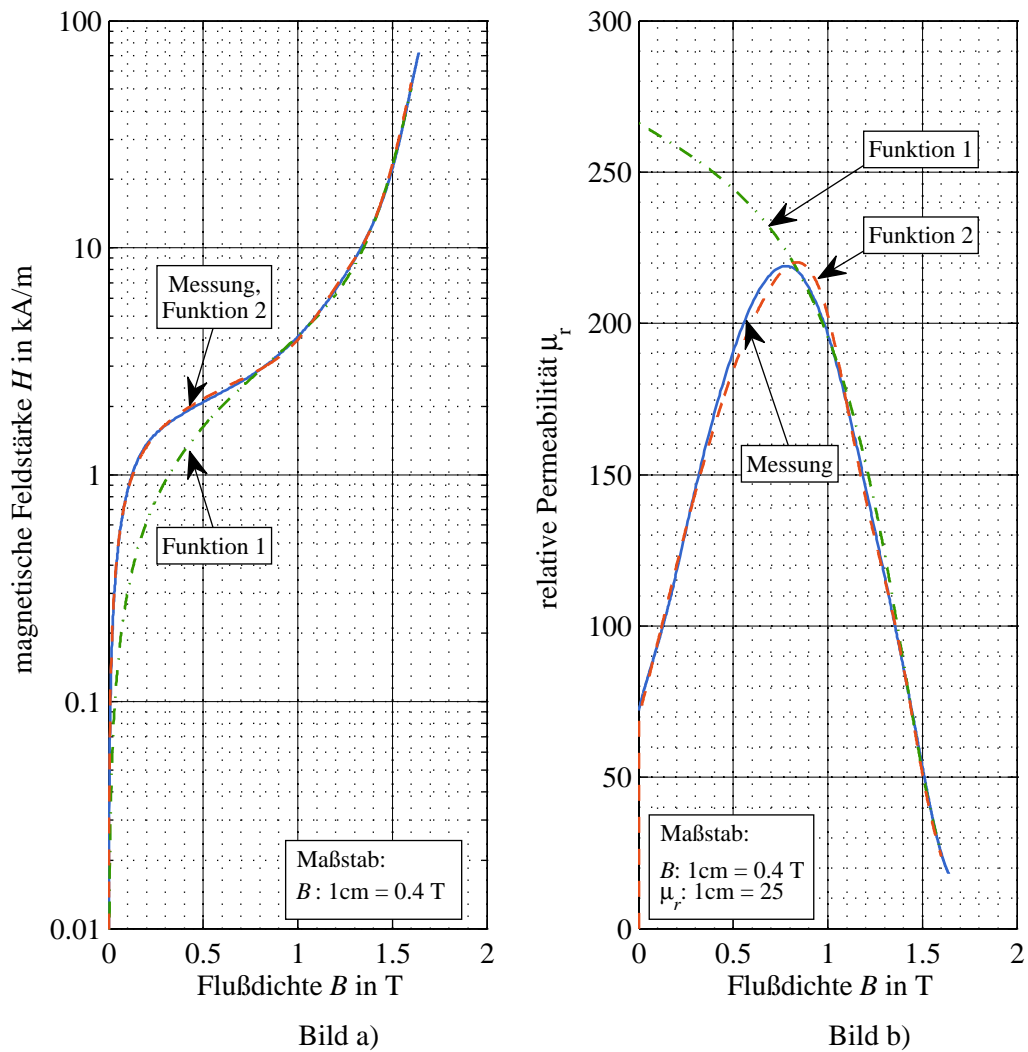 magnetische Feldstärke H in kA/m
100
10
1
0.1
0.01
Messung,
Funktion 2
Funktion 1
Maßstab:
B: 1cm = 0.4 T
0
0.5
1
1.5
2
Flußdichte B in T
Bild a)
relative Permeabilität μr
300
250
200
150
100
50
0
Funktion 1
Funktion 2
Messung
Maßstab:
B: 1cm = 0.4 T
μr: 1cm = 25
0
0.5
1
1.5
2
Flußdichte B in T
Bild b)